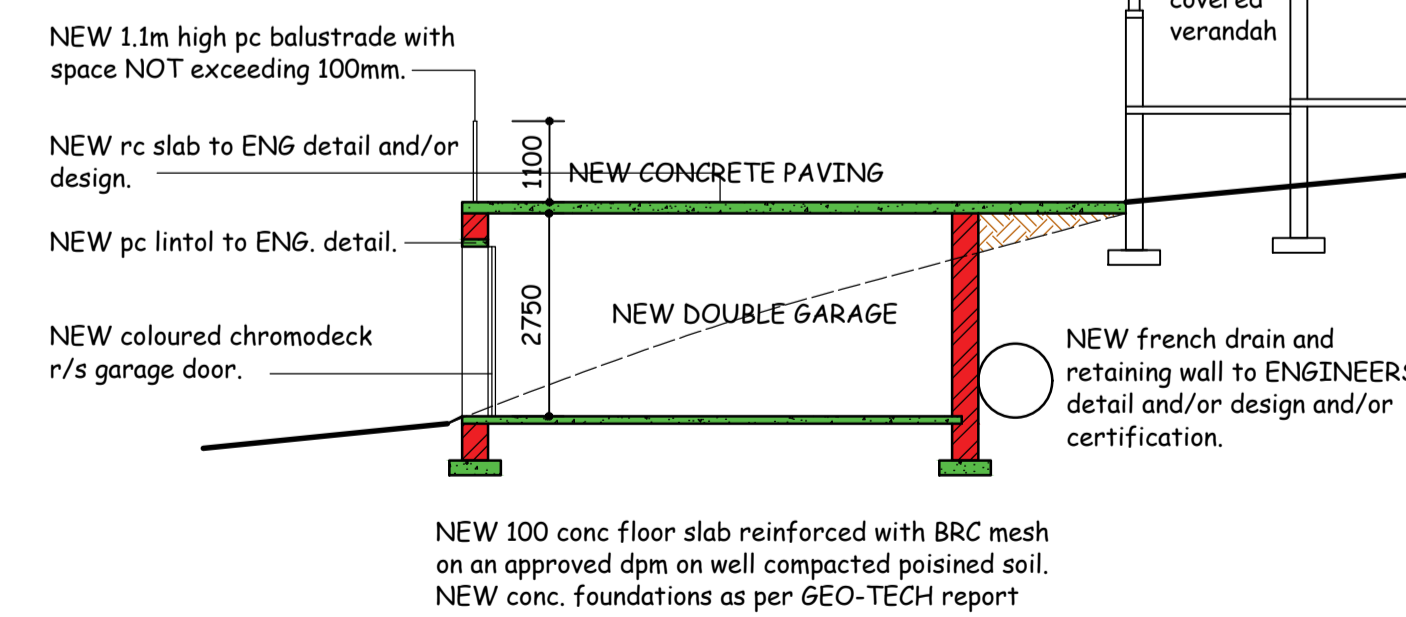 covered
verandah
NEW 1.1m high pc balustrade with
space NOT exceeding 100mm.
NEW rc slab to ENG detail and/or
design.
1100
NEW CONCRETE PAVING
NEW pc lintol to ENG. detail.
2750
NEW DOUBLE GARAGE
NEW coloured chromodeck
r/s garage door.
NEW french drain and
retaining wall to ENGINEERS
detail and/or design and/or
certification.
NEW 100 conc floor slab reinforced with BRC mesh
on an approved dpm on well compacted poisined soil.
NEW conc. foundations as per GEO-TECH report